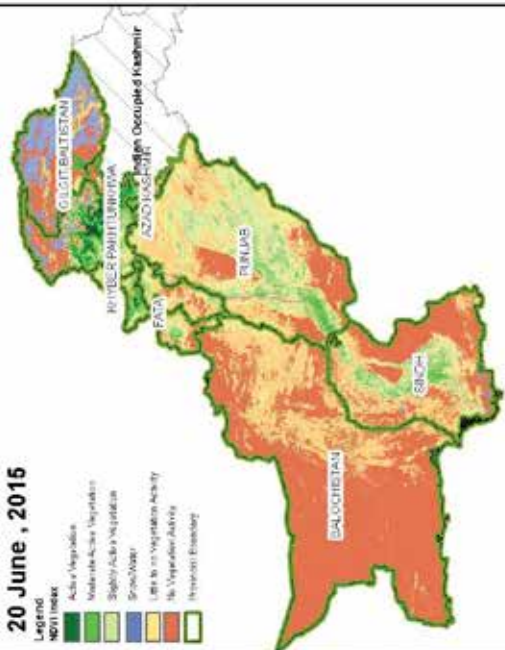 20 June , 2015
Legend
NDVI Index
Active Vegetation
Moderate Active Vegetation
Slightly Active Vegetation
Snow/Water
Little to no Vegetation Activity
No Vegetation Activity
Provincial Boundary
GILGIT BALTISTAN
KHYBER PAKHTUNKHWA
Indian Occupied Kashmir
AZAD KASHMIR
FATA
PUNJAB
SINDH
BALOCHISTAN